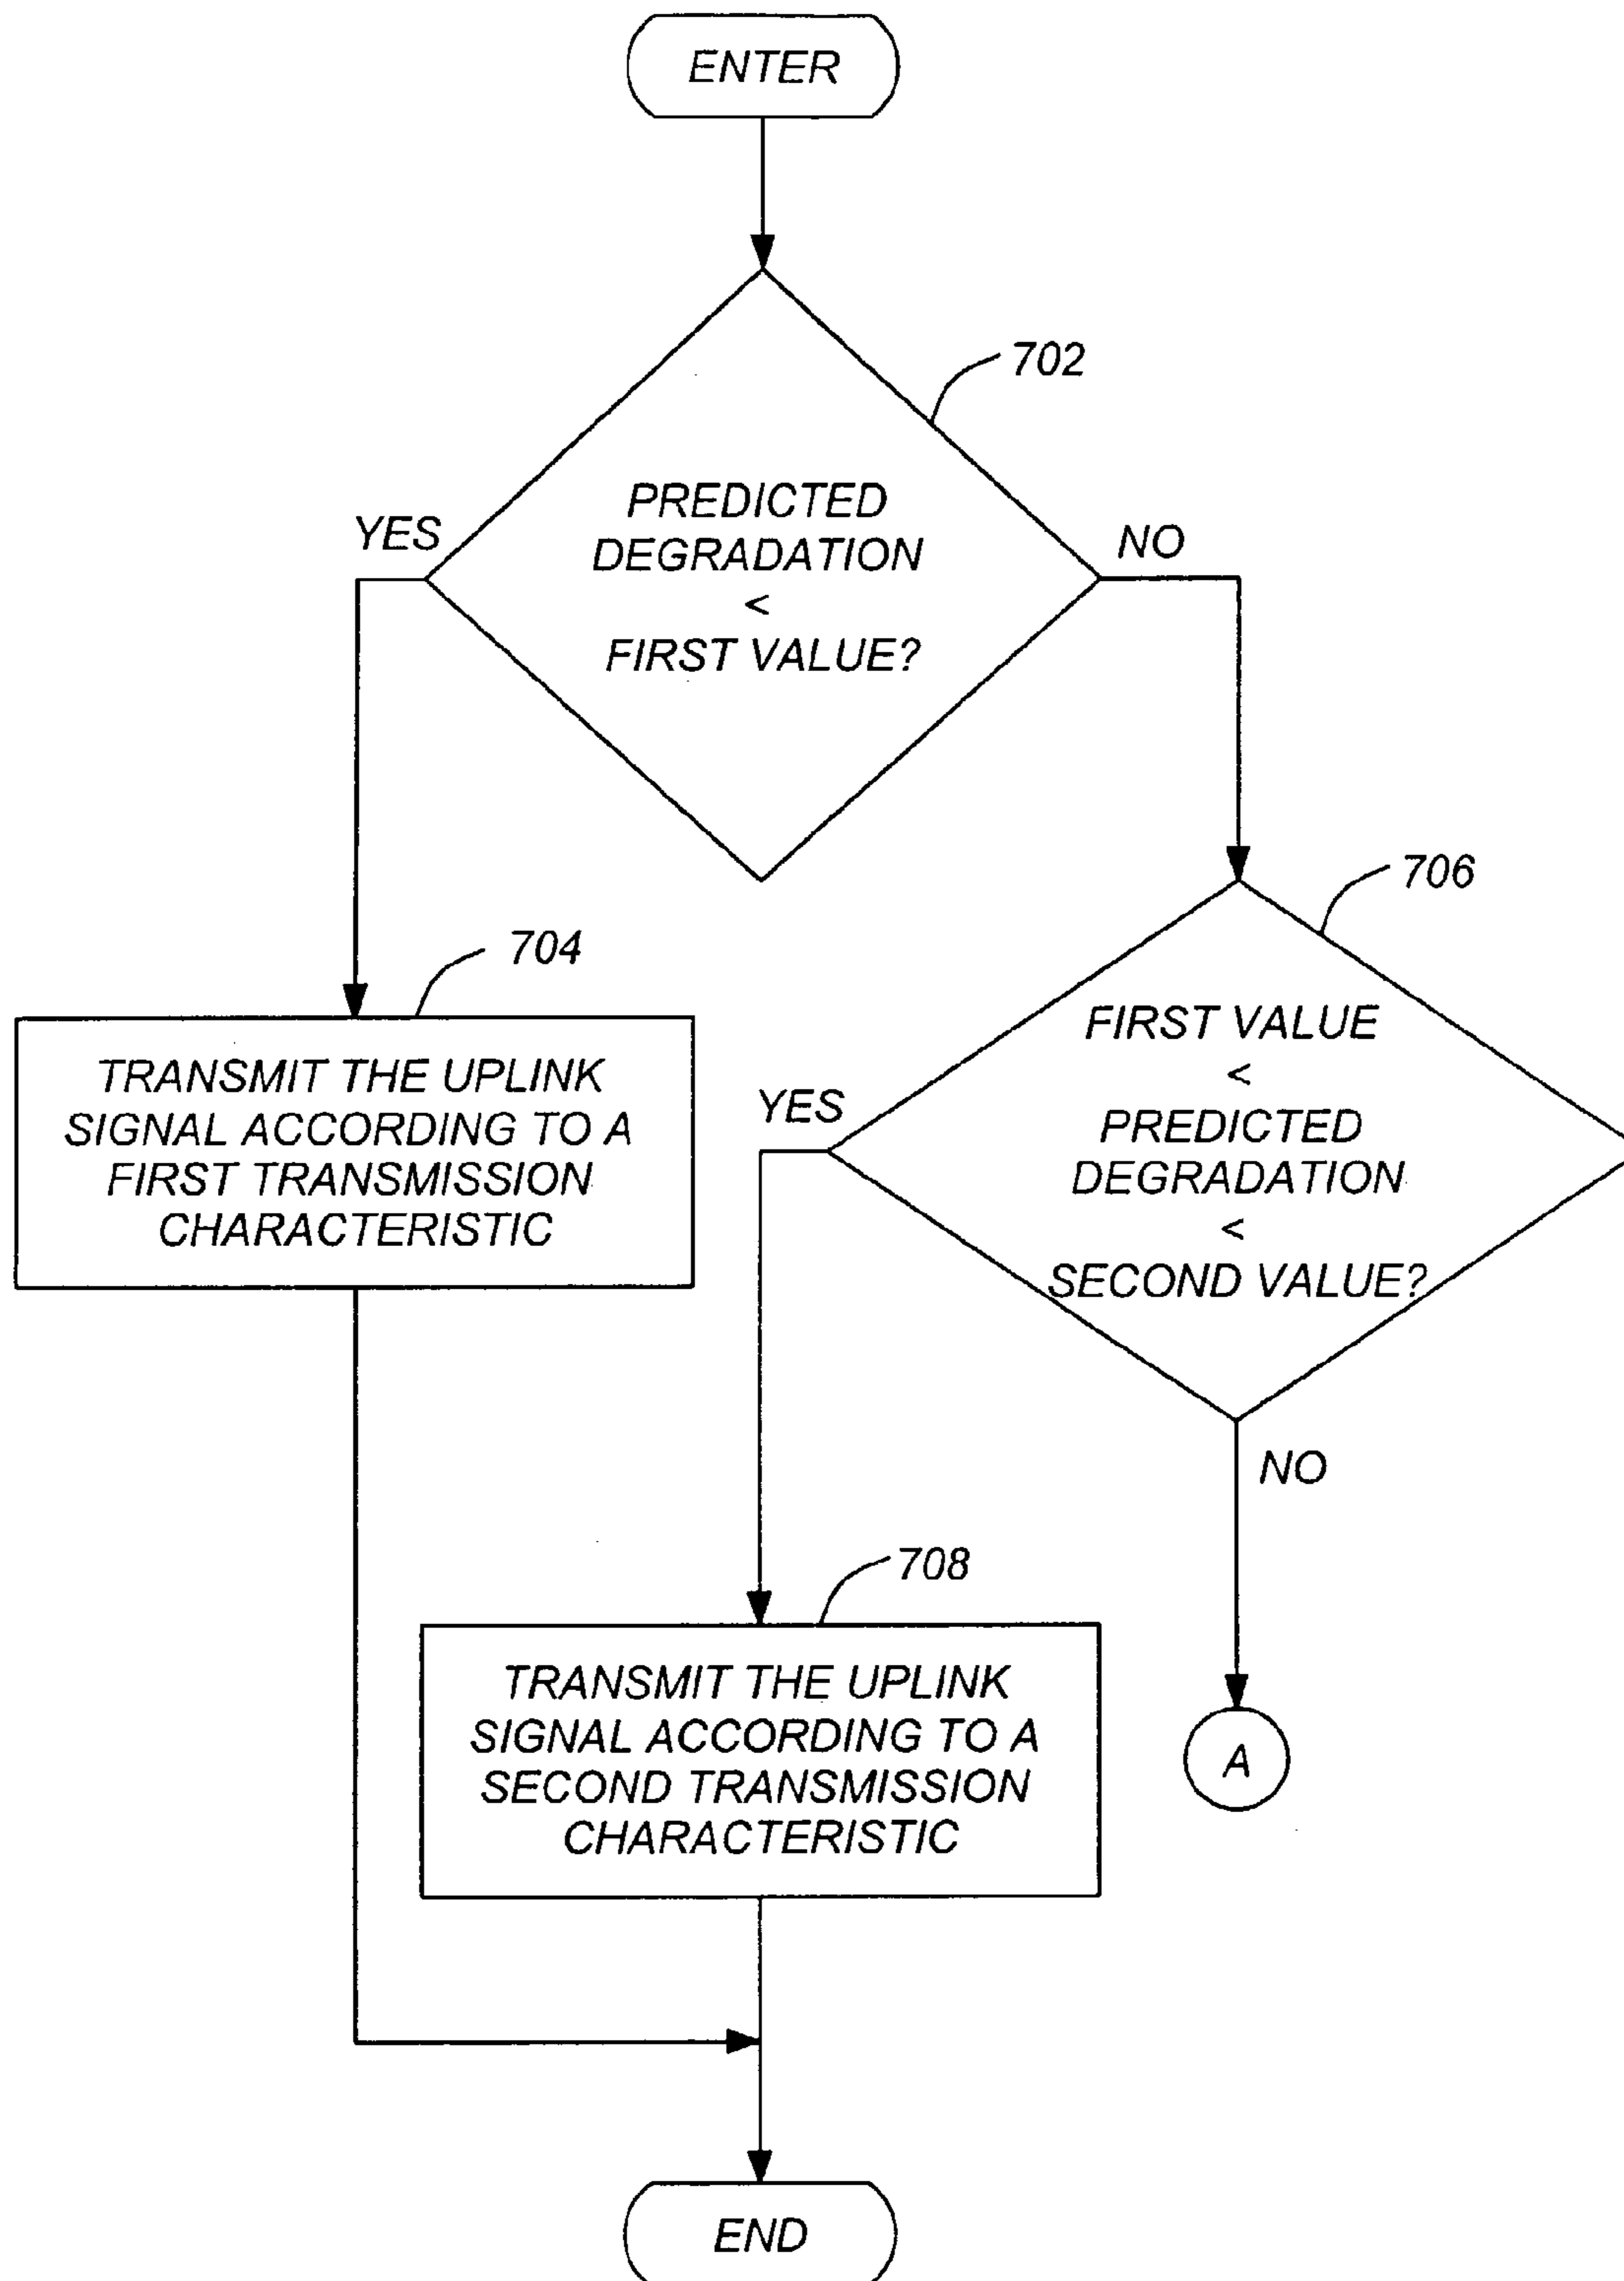 ENTER
702
PREDICTED
DEGRADATION
<
FIRST VALUE?
YES
NO
706
704
FIRST VALUE
<
PREDICTED
DEGRADATION
<
SECOND VALUE?
TRANSMIT THE UPLINK
SIGNAL ACCORDING TO A
FIRST TRANSMISSION
CHARACTERISTIC
YES
NO
708
TRANSMIT THE UPLINK
SIGNAL ACCORDING TO A
SECOND TRANSMISSION
CHARACTERISTIC
A
END